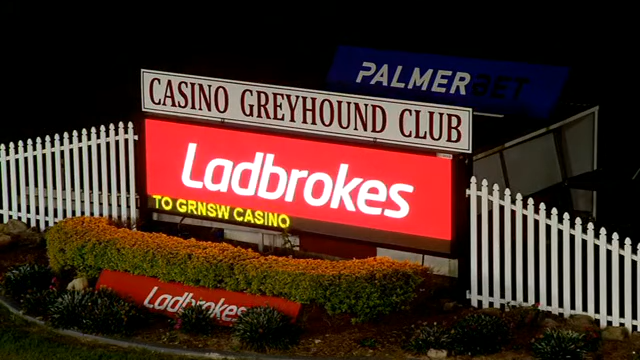 PALMERBET
CASINO GREYHOUND CLUB
Ladbrokes
TO GRNSW CASINO
Ladbrokes